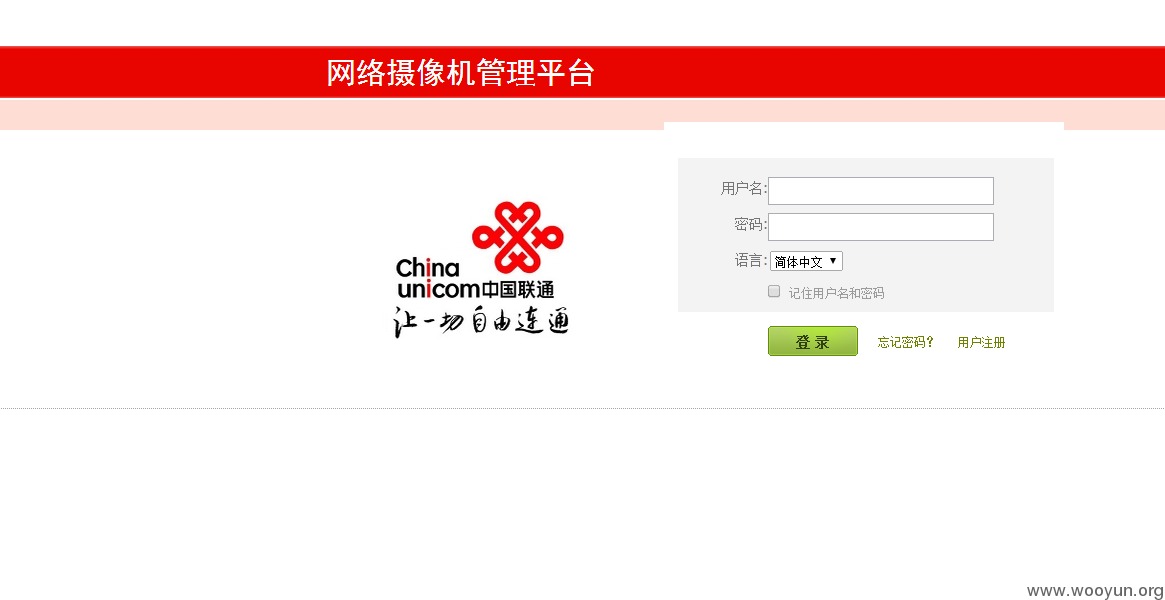 网络摄像机管理平台
用户名:
密码:
语言: 简体中文
记住用户名和密码
登 录 忘记密码? 用户注册
China
unicom中国联通
让一切自由连通
www.wooyun.org